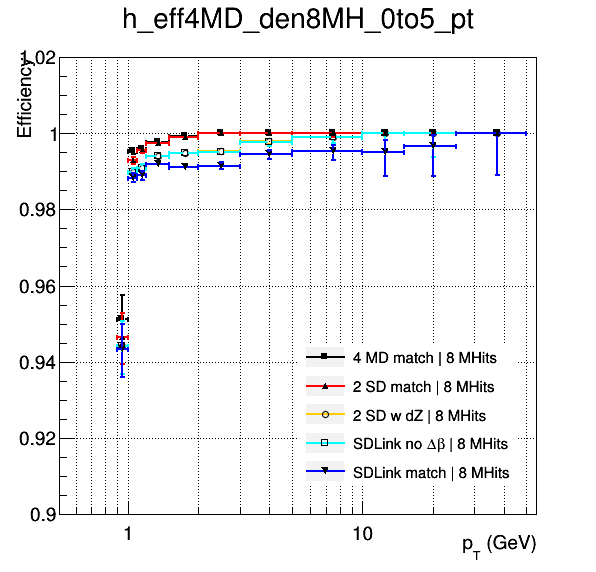 h_eff4MD_den8MH_0to5_pt
Efficiency
1.02
1
0.98
0.96
0.94
0.92
0.9
4 MD match | 8 MHits
2 SD match | 8 MHits
2 SD w dZ | 8 MHits
SDLink no Δβ | 8 MHits
SDLink match | 8 MHits
1
10
p_T (GeV)